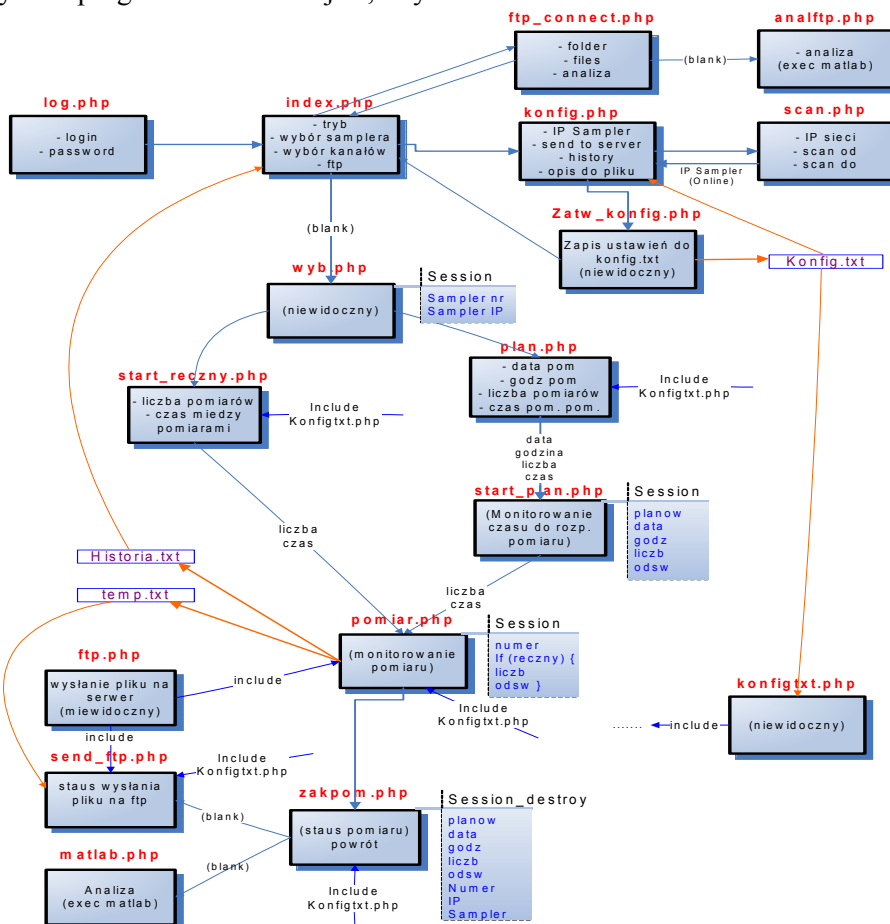 ftp_connect.php
- folder
- files
- analiza
(blank)
analftp.php
- analiza
(exec matlab)
log.php
- login
- password
index.php
- tryb
- wybór samplera
- wybór kanałów
- ftp
konfig.php
- IP Sampler
- send to server
- history
- opis do pliku
scan.php
- IP sieci
- scan od
- scan do
IP Sampler
(Online)
(blank)
Zatw_konfig.php
Zapis ustawień do
konfig.txt
(niewidoczny)
Konfig.txt
wyb.php
(niewidoczny)
Session
Sampler nr
Sampler IP
start_reczny.php
- liczba pomiarów
- czas miedzy
pomiarami
Include
Konfigtxt.php
plan.php
- data pom
- godz pom
- liczba pomiarów
- czas pom. pom.
Include
Konfigtxt.php
data
godzina
liczba
czas
start_plan.php
(Monitorowanie
czasu do rozp.
pomiaru)
Session
planow
data
godz
liczb
odsw
liczba
czas
Historia.txt
temp.txt
liczba
czas
pomiar.php
(monitorowanie
pomiaru)
Session
numer
If (reczny) {
liczb
odsw }
ftp.php
wysłanie pliku na
serwer
(miewidoczny)
include
include
Include
Konfigtxt.php
konfigtxt.php
(niewidoczny)
include
.......
send_ftp.php
staus wysłania
pliku na ftp
Include
Konfigtxt.php
(blank)
zakpom.php
(staus pomiaru)
powrót
Session_destroy
planow
data
godz
liczb
odsw
Numer
IP
Sampler
matlab.php
Analiza
(exec matlab)
(blank)
Include
Konfigtxt.php